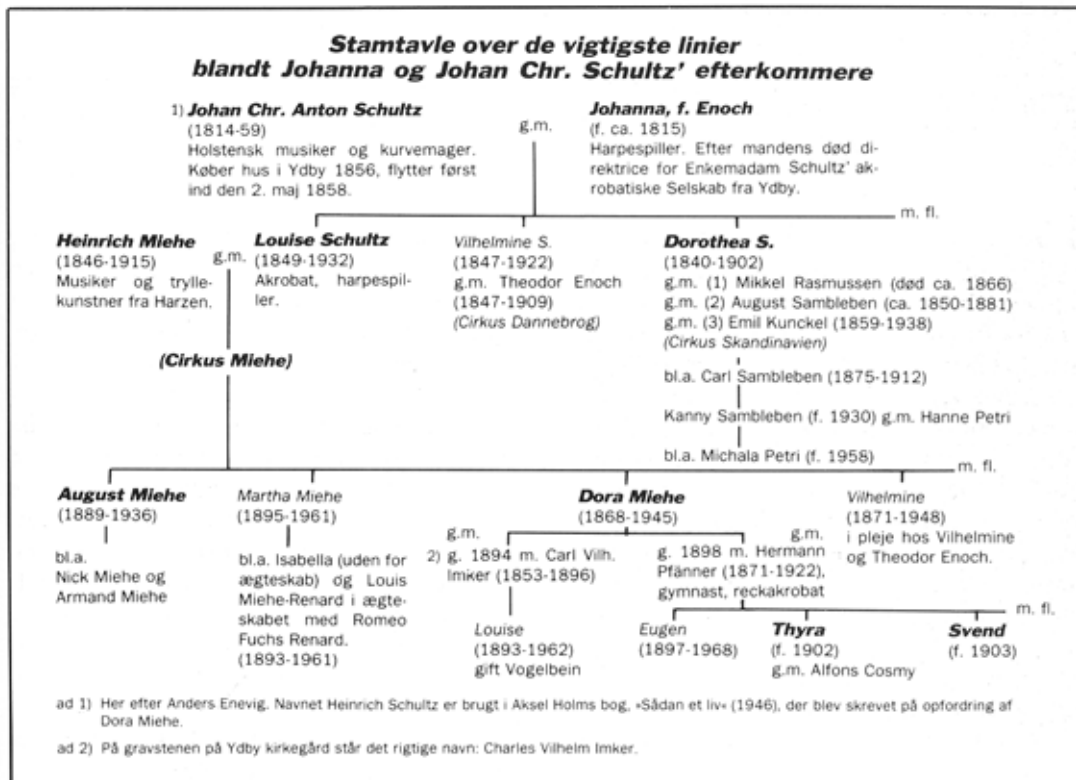 Stamtavle over de vigtigste linier
blandt Johanna og Johan Chr. Schultz' efterkommere
1) Johan Chr. Anton Schultz
(1814-59)
Holstensk musiker og kurvemager.
Køber hus i Ydby 1856, flytter først
ind den 2. maj 1858.
g.m.
Johanna, f. Enoch
(f. ca. 1815)
Harpespiller. Efter mandens død di-
rektrice for Enkemadam Schultz' ak-
robatiske Selskab fra Ydby.
m. fl.
Heinrich Miehe
(1846-1915)
Musiker og trylle-
kunstner fra Harzen.
g.m.
Louise Schultz
(1849-1932)
Akrobat, harpespil-
ler.
Vilhelmine S.
(1847-1922)
g.m. Theodor Enoch
(1847-1909)
(Cirkus Dannebrog)
Dorothea S.
(1840-1902)
g.m. (1) Mikkel Rasmussen (død ca. 1866)
g.m. (2) August Sambleben (ca. 1850-1881)
g.m. (3) Emil Kunckel (1859-1938)
(Cirkus Skandinavien)
bl.a. Carl Sambleben (1875-1912)
Kanny Sambleben (f. 1930) g.m. Hanne Petri
bl.a. Michala Petri (f. 1958)
(Cirkus Miehe)
m. fl.
August Miehe
(1889-1936)
bl.a.
Nick Miehe og
Armand Miehe
Martha Miehe
(1895-1961)
bl.a. Isabella (uden for
ægteskab) og Louis
Miehe-Renard i ægte-
skabet med Romeo
Fuchs Renard.
(1893-1961)
Dora Miehe
(1868-1945)
g.m.
2) g. 1894 m. Carl Vilh.
Imker (1853-1896)
g.m.
g. 1898 m. Hermann
Pfänner (1871-1922),
gymnast, reckakrobat
Vilhelmine
(1871-1948)
i pleje hos Vilhelmine
og Theodor Enoch.
m. fl.
Louise
(1893-1962)
gift Vogelbein
Eugen
(1897-1968)
Thyra
(f. 1902)
g.m. Alfons Cosmy
Svend
(f. 1903)
ad 1) Her efter Anders Enevig. Navnet Heinrich Schultz er brugt i Aksel Holms bog, »Sådan et liv« (1946), der blev skrevet på opfordring af
Dora Miehe.
ad 2) På gravstenen på Ydby kirkegård står det rigtige navn: Charles Vilhelm Imker.